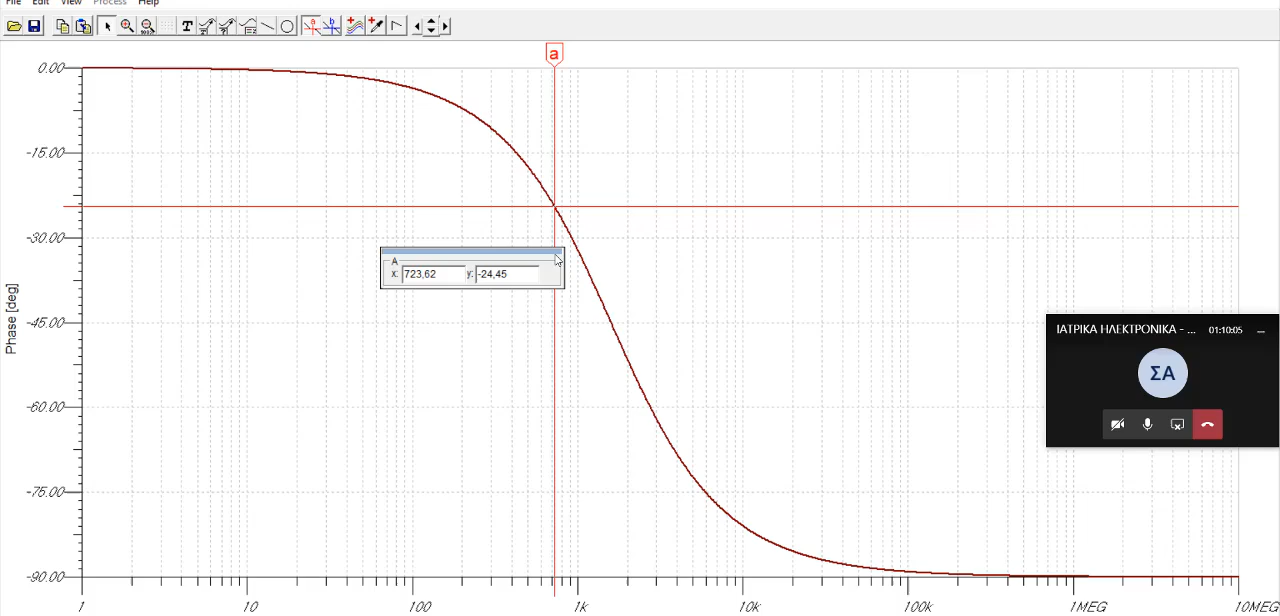 File Edit View Process Help
T
a b
a
0.00
-15.00
-30.00
A
x: 723,62 y: -24,45
-45.00
-60.00
-75.00
-90.00
Phase [deg]
1 10 100 1k 10k 100k 1MEG 10MEG
ΙΑΤΡΙΚΑ ΗΛΕΚΤΡΟΝΙΚΑ - ... 01:10:05
ΣΑ